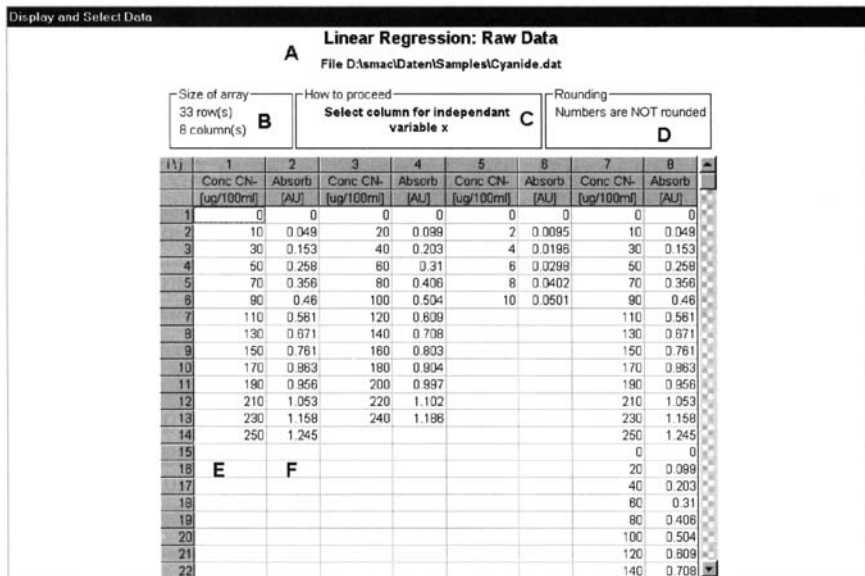 Display and Select Data
Linear Regression: Raw Data
A
File D:\smac\Daten\Samples\Cyanide.dat
Size of array
33 row(s)
8 column(s)
B
How to proceed
Select column for independant
variable x
C
Rounding
Numbers are NOT rounded
D
i\j 1 2 3 4 5 6 7 8
Conc CN- Absorb Conc CN- Absorb Conc CN- Absorb Conc CN- Absorb
[ug/100ml] [AU] [ug/100ml] [AU] [ug/100ml] [AU] [ug/100ml] [AU]
1 0 0 0 0 0 0 0 0
2 10 0.049 20 0.099 2 0.0095 10 0.049
3 30 0.153 40 0.203 4 0.0196 30 0.153
4 50 0.258 60 0.31 6 0.0298 50 0.258
5 70 0.356 80 0.406 8 0.0402 70 0.356
6 90 0.46 100 0.504 10 0.0501 90 0.46
7 110 0.561 120 0.609 110 0.561
8 130 0.671 140 0.708 130 0.671
9 150 0.761 160 0.803 150 0.761
10 170 0.863 180 0.904 170 0.863
11 190 0.956 200 0.997 190 0.956
12 210 1.053 220 1.102 210 1.053
13 230 1.158 240 1.186 230 1.158
14 250 1.245 250 1.245
15 0 0
16 E F 20 0.099
17 40 0.203
18 60 0.31
19 80 0.406
20 100 0.504
21 120 0.609
22 140 0.708